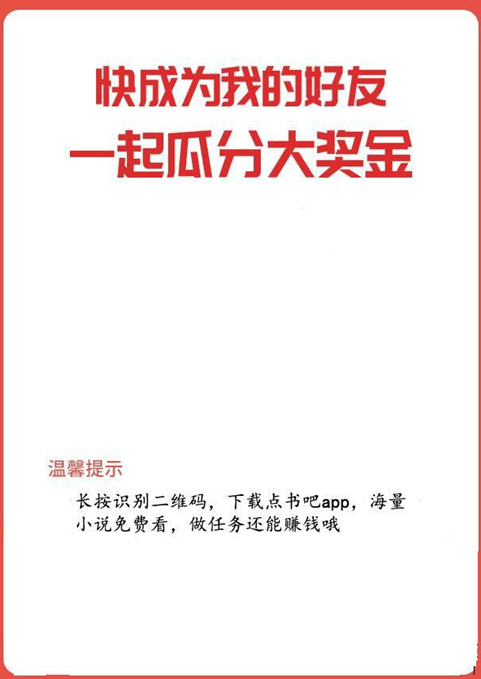 快成为我的好友
一起瓜分大奖金
温馨提示
长按识别二维码，下载点书吧app，海量
小说免费看，做任务还能赚钱哦